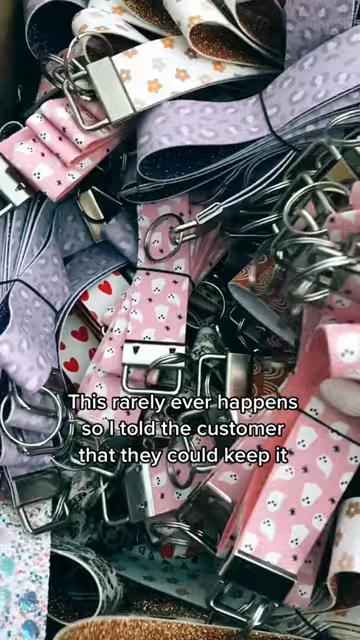 This rarely ever happens
so I told the customer
that they could keep it